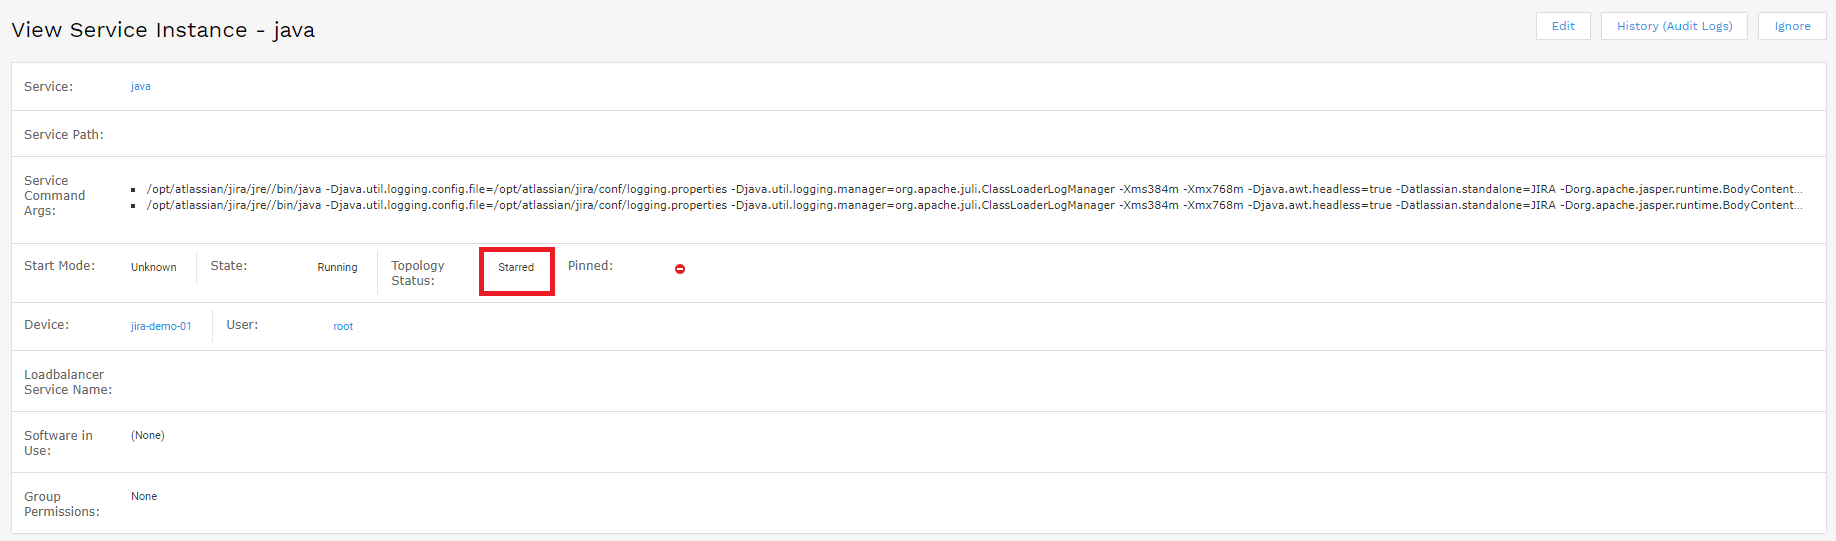 View Service Instance - java
Edit
History (Audit Logs)
Ignore
Service:
java
Service Path:
Service
Command
Args:
/opt/atlassian/jira/jre//bin/java -Djava.util.logging.config.file=/opt/atlassian/jira/conf/logging.properties -Djava.util.logging.manager=org.apache.juli.ClassLoaderLogManager -Xms384m -Xmx768m -Djava.awt.headless=true -Datlassian.standalone=JIRA -Dorg.apache.jasper.runtime.BodyContent...
/opt/atlassian/jira/jre//bin/java -Djava.util.logging.config.file=/opt/atlassian/jira/conf/logging.properties -Djava.util.logging.manager=org.apache.juli.ClassLoaderLogManager -Xms384m -Xmx768m -Djava.awt.headless=true -Datlassian.standalone=JIRA -Dorg.apache.jasper.runtime.BodyContent...
Start Mode:
Unknown
State:
Running
Topology
Status:
Starred
Pinned:
Device:
jira-demo-01
User:
root
Loadbalancer
Service Name:
Software in
Use:
(None)
Group
Permissions:
None